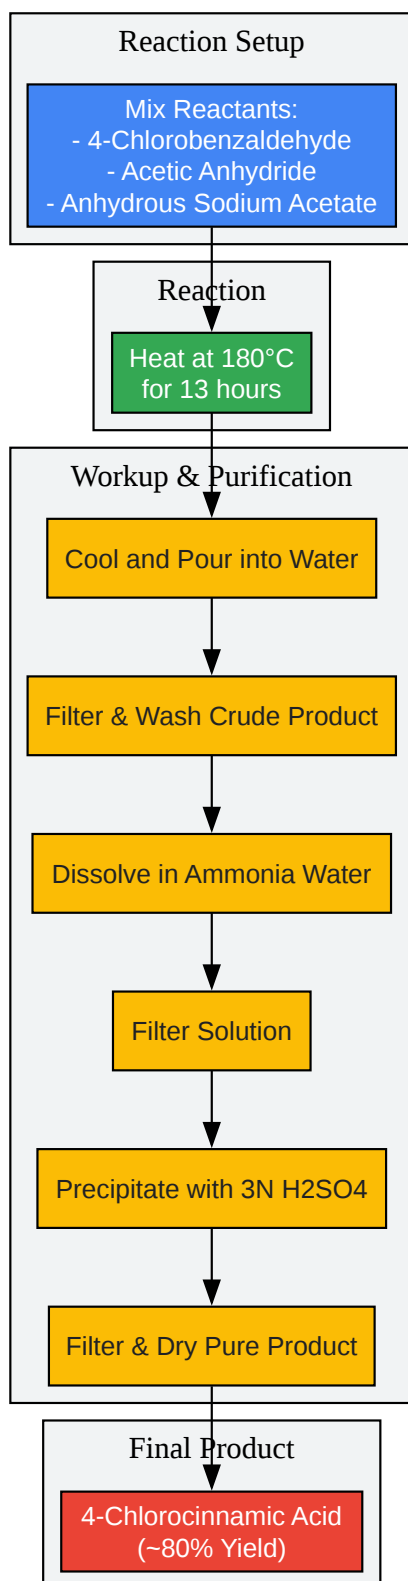 Reaction Setup
Mix Reactants:
- 4-Chlorobenzaldehyde
- Acetic Anhydride
- Anhydrous Sodium Acetate
Reaction
Heat at 180°C
for 13 hours
Workup & Purification
Cool and Pour into Water
Filter & Wash Crude Product
Dissolve in Ammonia Water
Filter Solution
Precipitate with 3N H2SO4
Filter & Dry Pure Product
Final Product
4-Chlorocinnamic Acid
(~80% Yield)